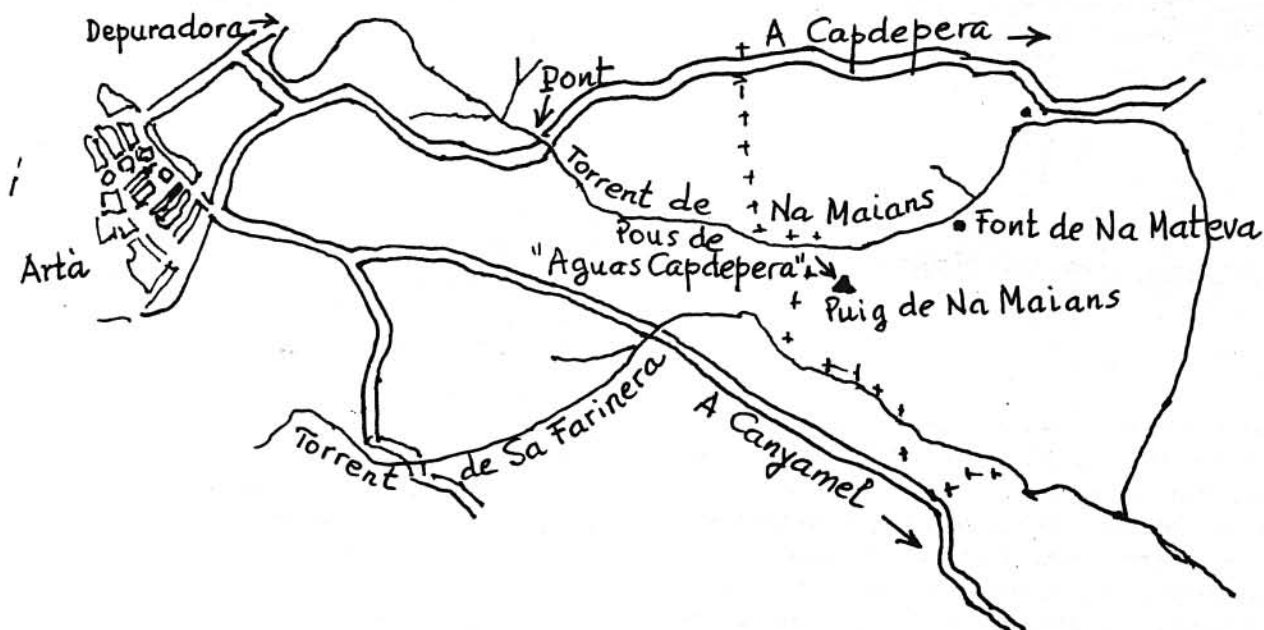 Depuradora →
A Capdepera →
Pont
i
Torrent de Na Maians
Pous de
"Aguas Capdepera"
Font de Na Mateva
Artà
Puig de Na Maians
Torrent de Sa Farinera
A Canyamel →